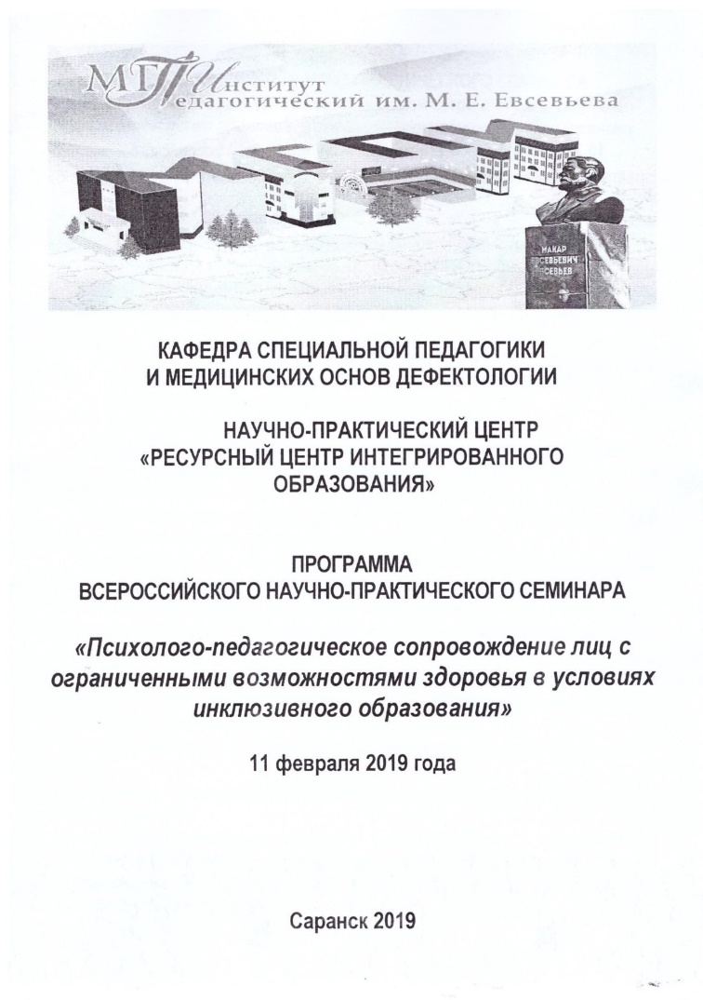 МГПИнститут
едагогический им. М. Е. Евсевьева
МАКАР
ЕВСЕВЬЕВИЧ
ЕВСЕВЬЕВ
КАФЕДРА СПЕЦИАЛЬНОЙ ПЕДАГОГИКИ
И МЕДИЦИНСКИХ ОСНОВ ДЕФЕКТОЛОГИИ
НАУЧНО-ПРАКТИЧЕСКИЙ ЦЕНТР
«РЕСУРСНЫЙ ЦЕНТР ИНТЕГРИРОВАННОГО
ОБРАЗОВАНИЯ»
ПРОГРАММА
ВСЕРОССИЙСКОГО НАУЧНО-ПРАКТИЧЕСКОГО СЕМИНАРА
«Психолого-педагогическое сопровождение лиц с
ограниченными возможностями здоровья в условиях
инклюзивного образования»
11 февраля 2019 года
Саранск 2019